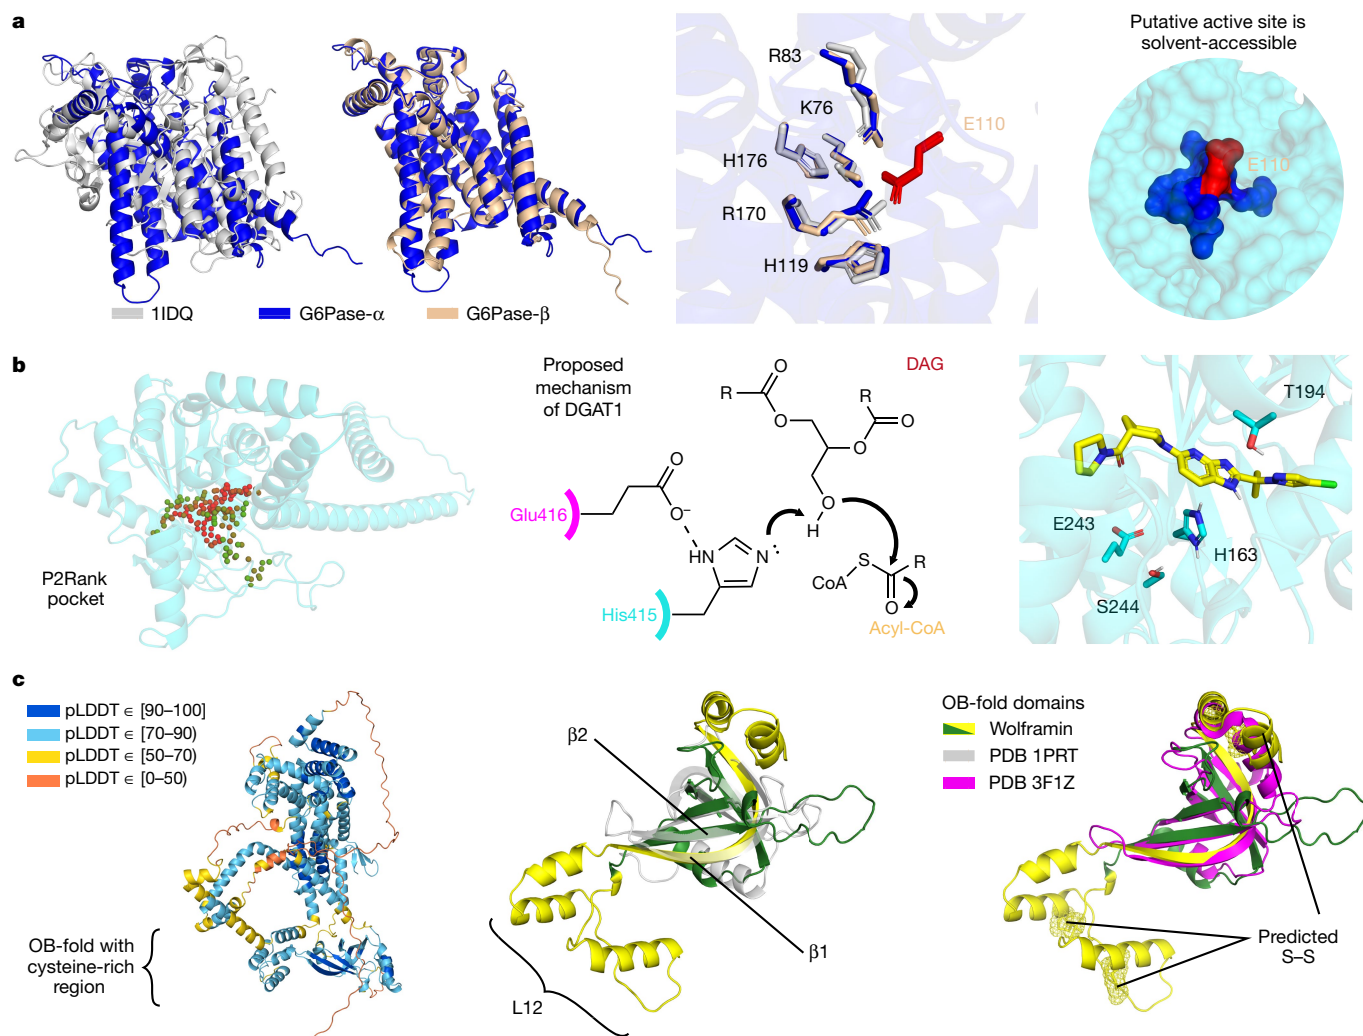 a
1IDQ
G6Pase-α
G6Pase-β
R83
K76
E110
H176
R170
H119
Putative active site is
solvent-accessible
E110
b
P2Rank
pocket
Proposed
mechanism
of DGAT1
DAG
O
R
O
R
O
O
O
O
O⁻
H
Glu416
HN
N
:
S
R
CoA
O
His415
Acyl-CoA
T194
E243
H163
S244
c
pLDDT ∈ [90–100]
pLDDT ∈ [70–90)
pLDDT ∈ [50–70)
pLDDT ∈ [0–50)
OB-fold with
cysteine-rich
region
β2
β1
L12
OB-fold domains
Wolframin
PDB 1PRT
PDB 3F1Z
Predicted
S–S